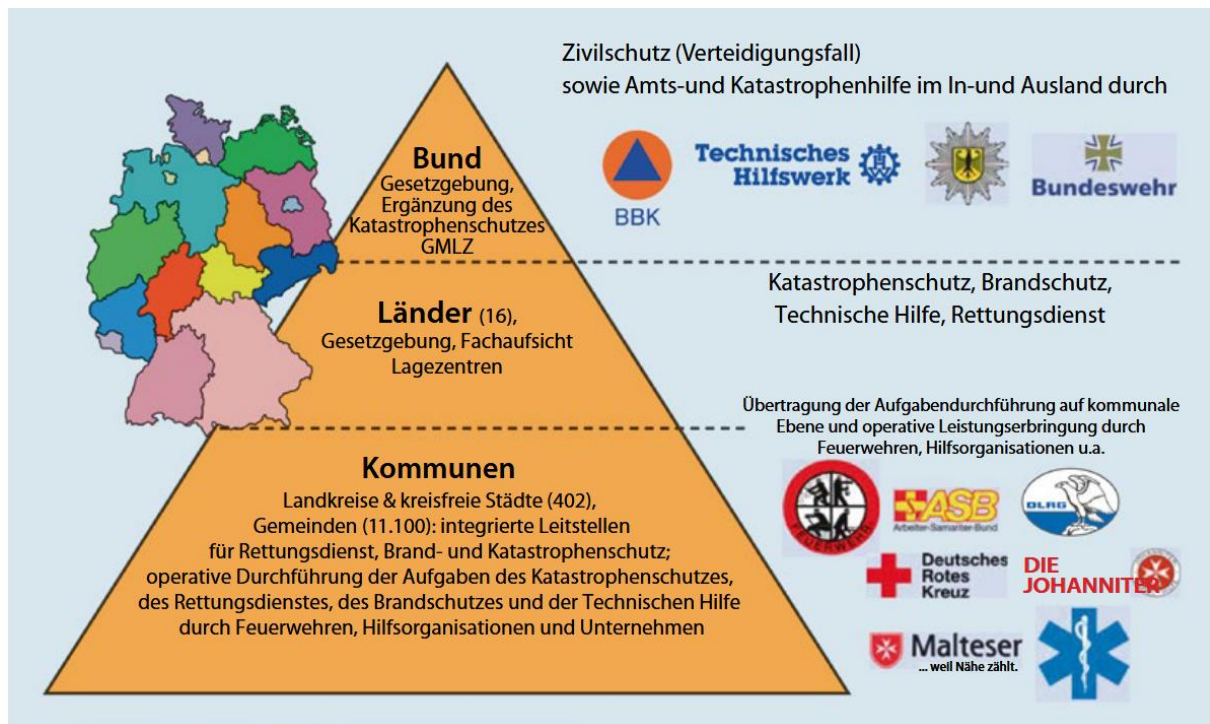 Zivilschutz (Verteidigungsfall)
sowie Amts-und Katastrophenhilfe im In-und Ausland durch
BBK
Technisches
Hilfswerk
Bundeswehr
Bund
Gesetzgebung,
Ergänzung des
Katastrophenschutzes
GMLZ
Katastrophenschutz, Brandschutz,
Technische Hilfe, Rettungsdienst
Länder (16),
Gesetzgebung, Fachaufsicht
Lagezentren
Übertragung der Aufgabendurchführung auf kommunale
Ebene und operative Leistungserbringung durch
Feuerwehren, Hilfsorganisationen u.a.
Kommunen
Landkreise & kreisfreie Städte (402),
Gemeinden (11.100): integrierte Leitstellen
für Rettungsdienst, Brand- und Katastrophenschutz;
operative Durchführung der Aufgaben des Katastrophenschutzes,
des Rettungsdienstes, des Brandschutzes und der Technischen Hilfe
durch Feuerwehren, Hilfsorganisationen und Unternehmen
FEUERWEHR
ASB
Arbeiter-Samariter-Bund
DLRG
Deutsches
Rotes
Kreuz
DIE
JOHANNITER
Malteser
... weil Nähe zählt.